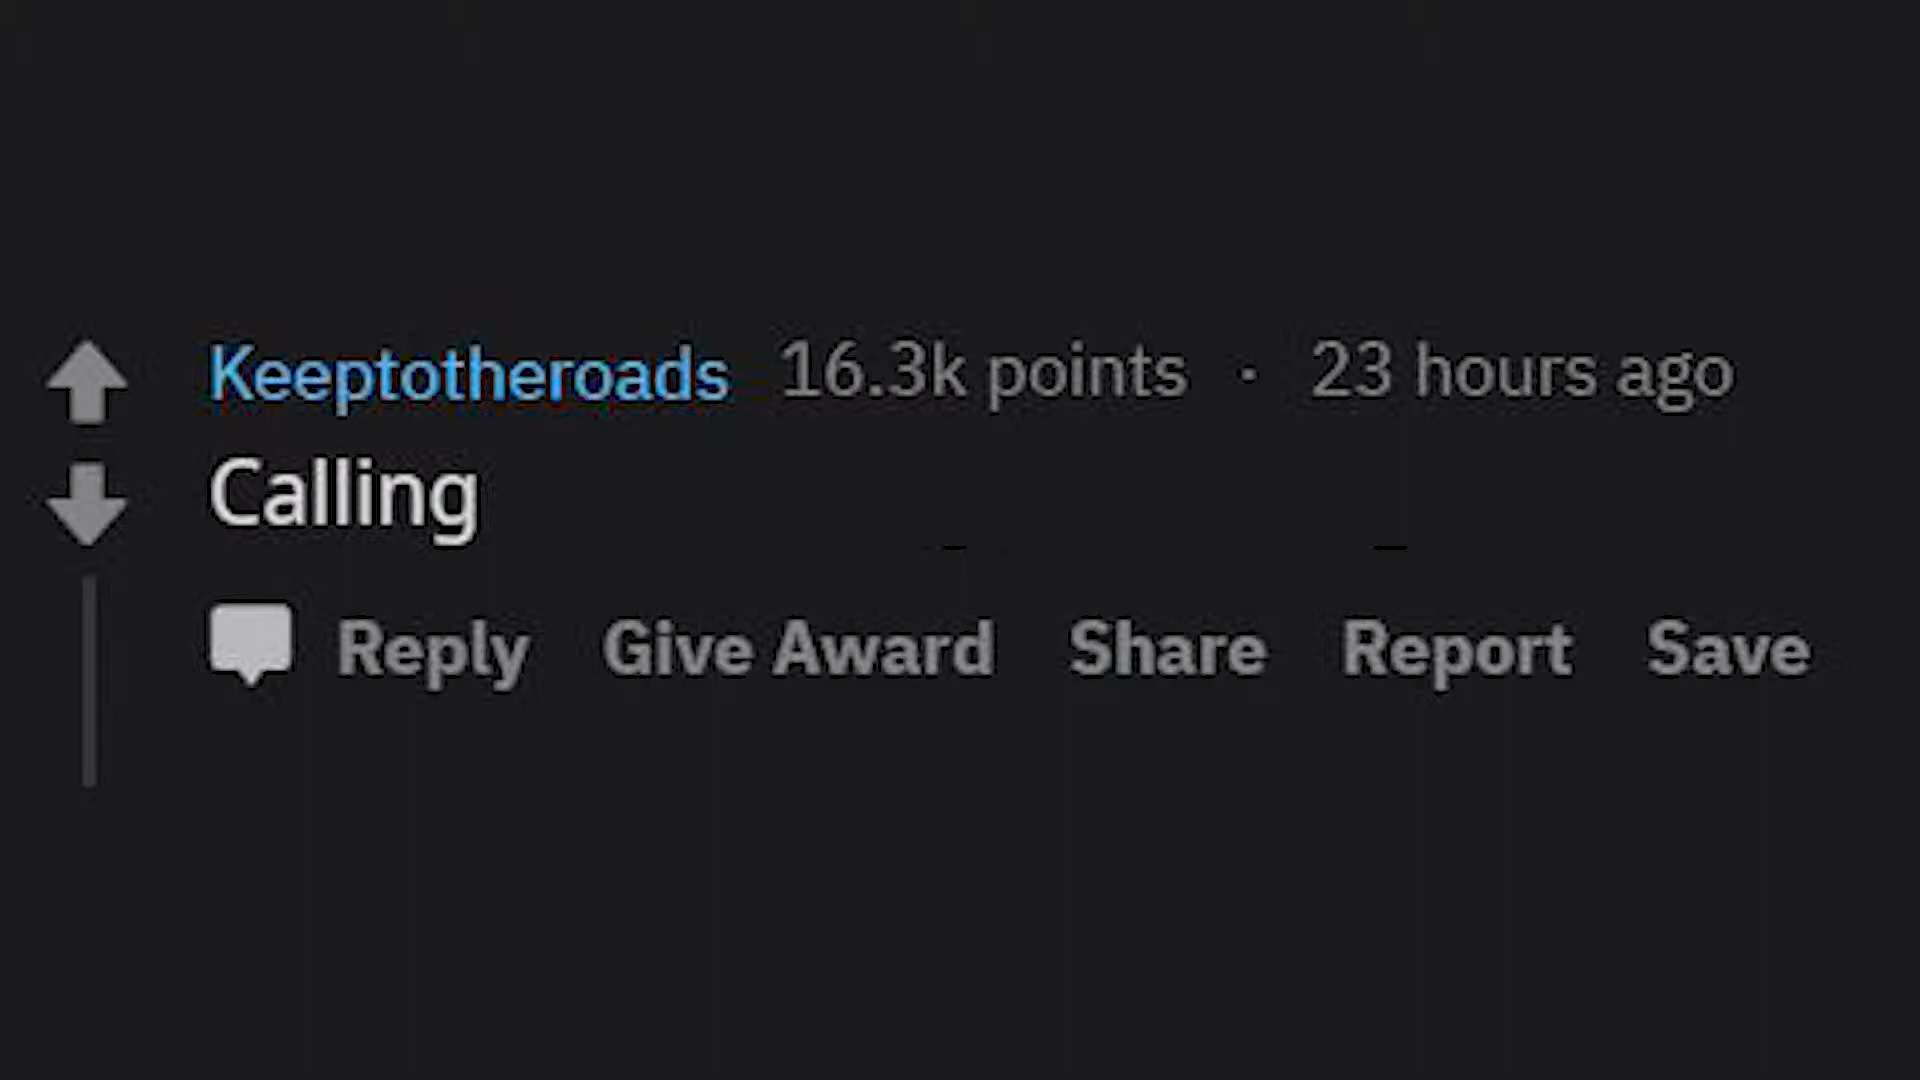 Keeptotheroads 16.3k points · 23 hours ago
Calling
Reply Give Award Share Report Save